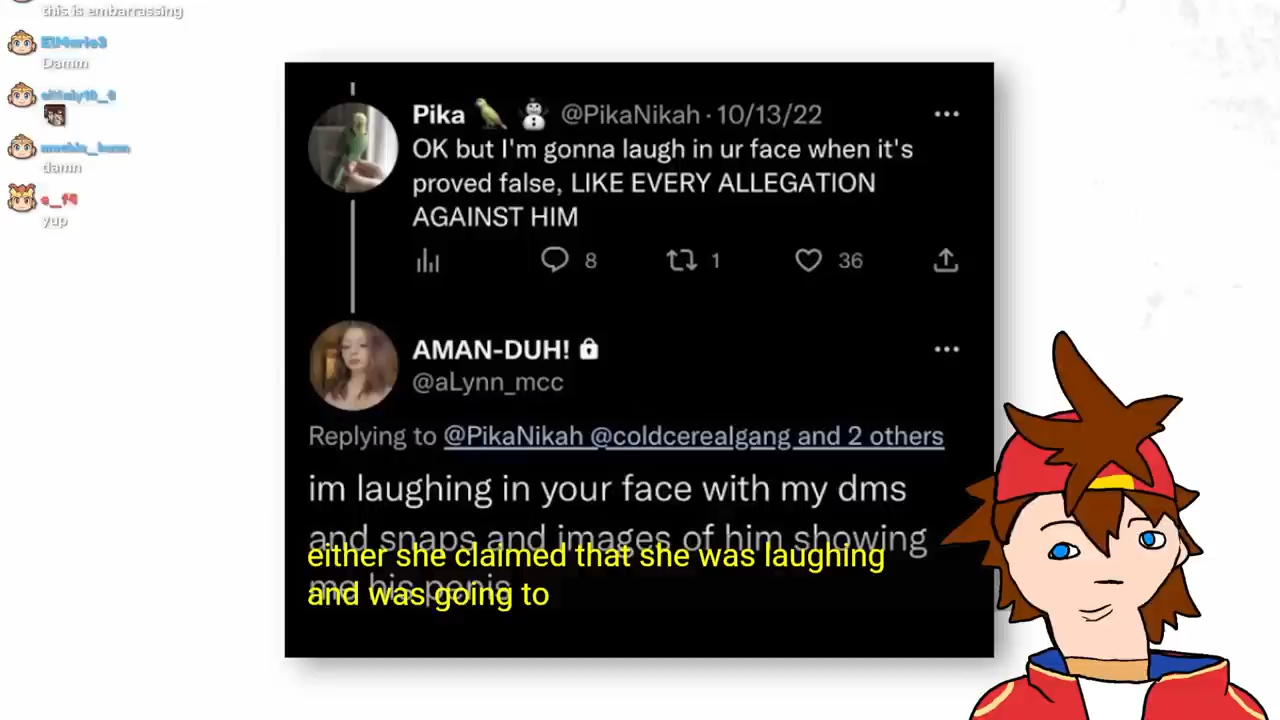 this is embarrassing
EUMario3
Damm
damn
yup
Pika @PikaNikah · 10/13/22
OK but I'm gonna laugh in ur face when it's
proved false, LIKE EVERY ALLEGATION
AGAINST HIM
8 1 36
AMAN-DUH!
@aLynn_mcc
Replying to @PikaNikah @coldcerealgang and 2 others
im laughing in your face with my dms
and snaps and images of him showing
me his penis
either she claimed that she was laughing
and was going to